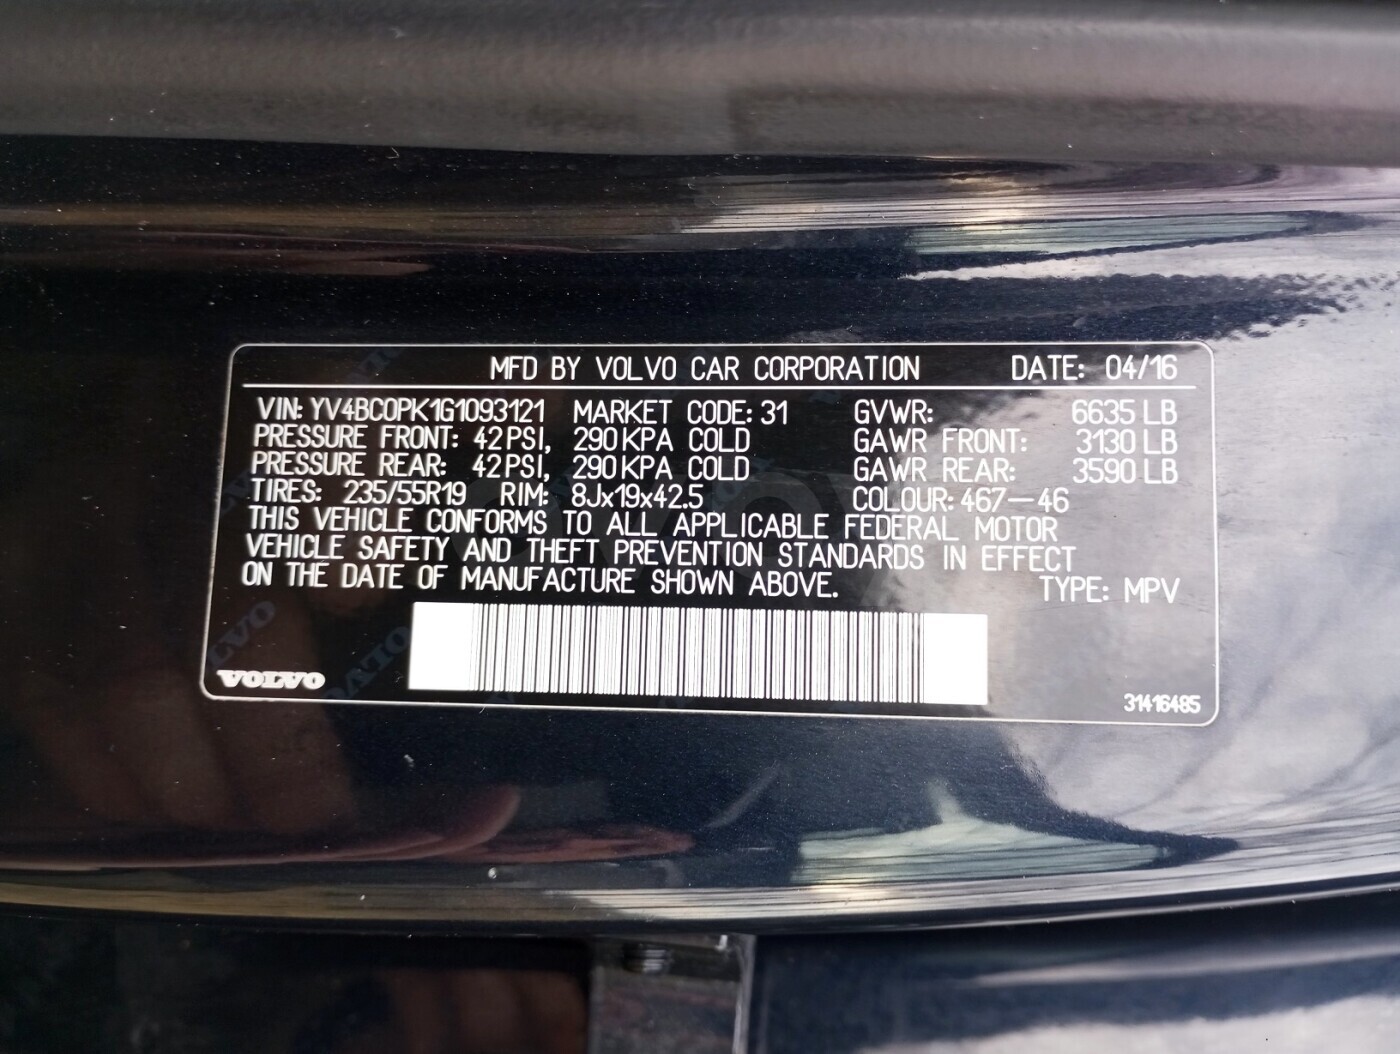 MFD BY VOLVO CAR CORPORATION DATE: 04/16
VIN: YV4BC0PK1G1093121 MARKET CODE: 31 GVWR: 6635 LB
PRESSURE FRONT: 42 PSI, 290 KPA COLD GAWR FRONT: 3130 LB
PRESSURE REAR: 42 PSI, 290 KPA COLD GAWR REAR: 3590 LB
TIRES: 235/55R19 RIM: 8Jx19x42.5 COLOUR: 467-46
THIS VEHICLE CONFORMS TO ALL APPLICABLE FEDERAL MOTOR
VEHICLE SAFETY AND THEFT PREVENTION STANDARDS IN EFFECT
ON THE DATE OF MANUFACTURE SHOWN ABOVE. TYPE: MPV
VOLVO
31416485